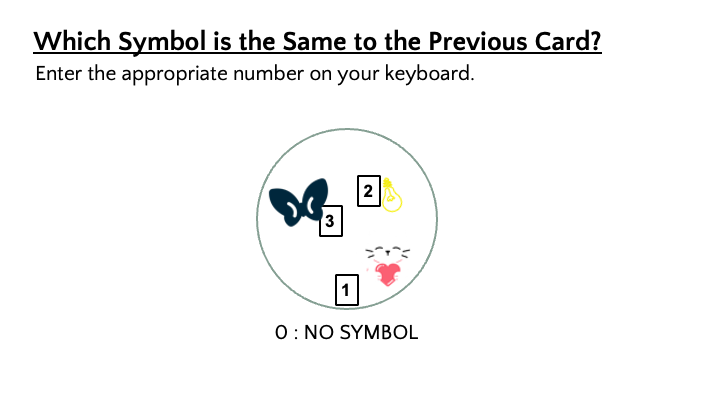 Which Symbol is the Same to the Previous Card?
Enter the appropriate number on your keyboard.
2
3
1
0 : NO SYMBOL